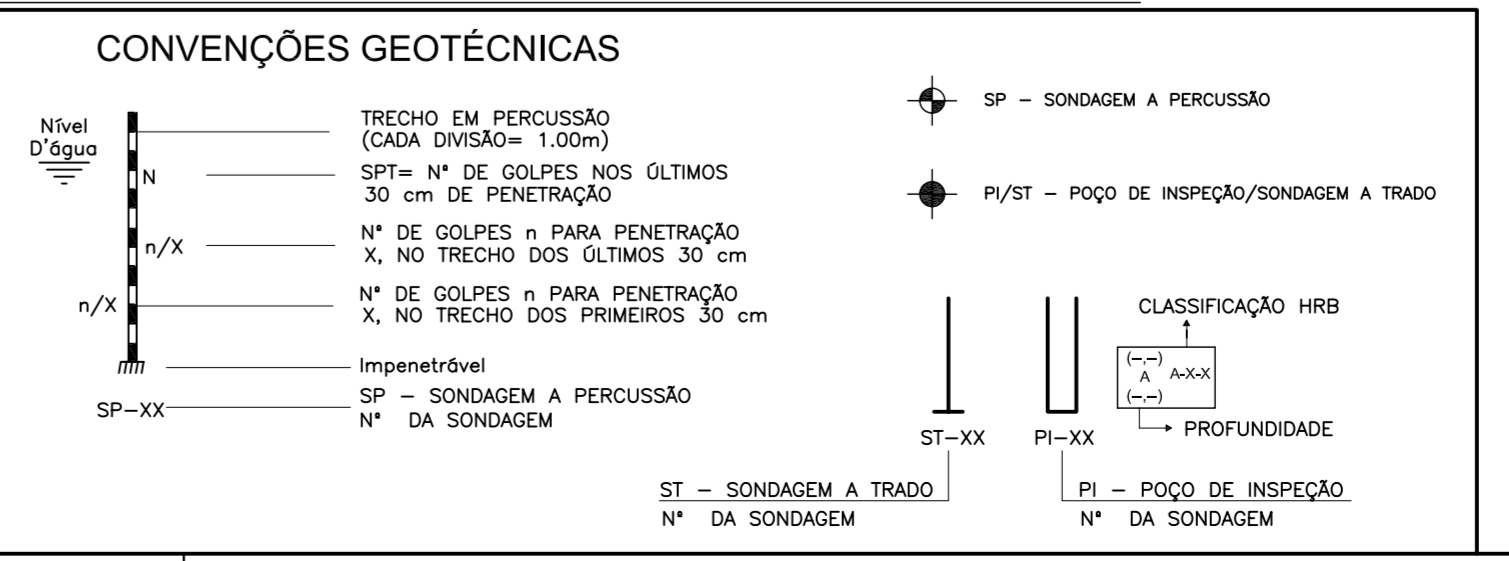 CONVENÇÕES GEOTÉCNICAS
Nível
D'água
N
n/X
n/X
SP-XX
TRECHO EM PERCUSSÃO
(CADA DIVISÃO= 1.00m)
SPT= Nº DE GOLPES NOS ÚLTIMOS
30 cm DE PENETRAÇÃO
Nº DE GOLPES n PARA PENETRAÇÃO
X, NO TRECHO DOS ÚLTIMOS 30 cm
Nº DE GOLPES n PARA PENETRAÇÃO
X, NO TRECHO DOS PRIMEIROS 30 cm
Impenetrável
SP - SONDAGEM A PERCUSSÃO
Nº DA SONDAGEM
SP - SONDAGEM A PERCUSSÃO
PI/ST - POÇO DE INSPEÇÃO/SONDAGEM A TRADO
CLASSIFICAÇÃO HRB
(-,-)
A A-X-X
(-,-)
PROFUNDIDADE
ST-XX PI-XX
ST - SONDAGEM A TRADO
Nº DA SONDAGEM
PI - POÇO DE INSPEÇÃO
Nº DA SONDAGEM